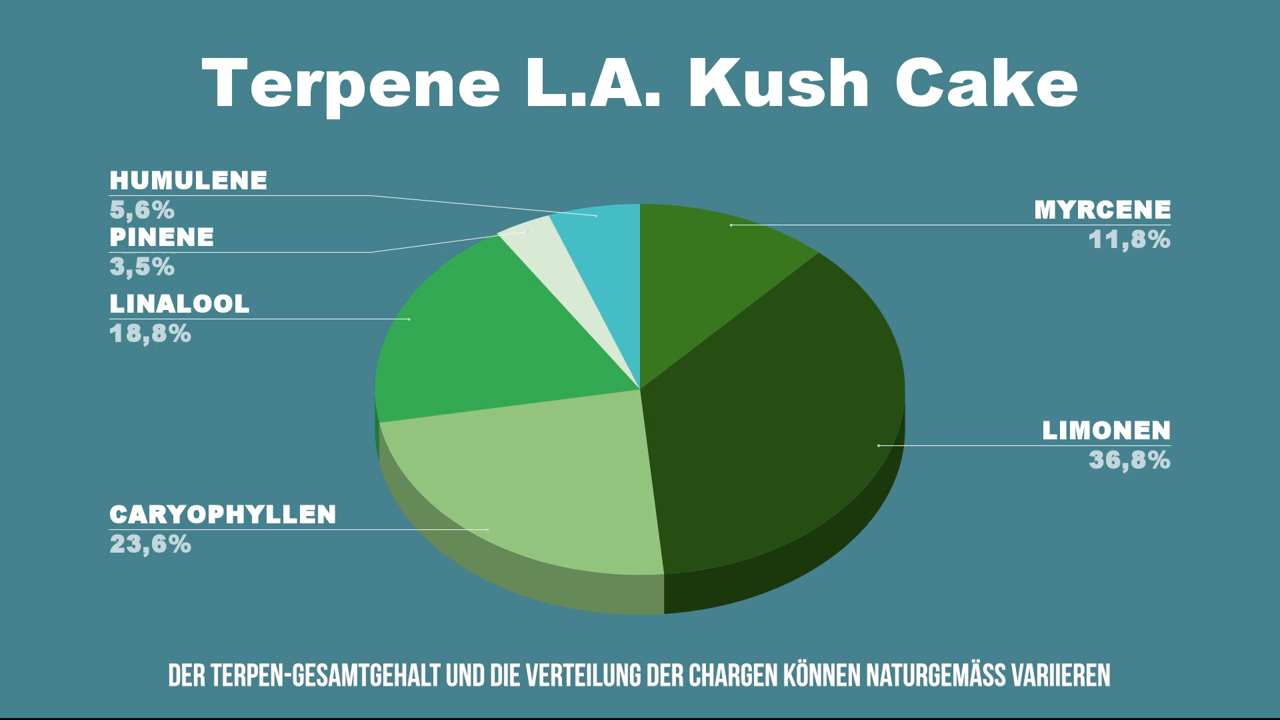 Terpene L.A. Kush Cake
HUMULENE
5,6%
PINENE
3,5%
LINALOOL
18,8%
CARYOPHYLLEN
23,6%
MYRCENE
11,8%
LIMONEN
36,8%
DER TERPEN-GESAMTGEHALT UND DIE VERTEILUNG DER CHARGEN KÖNNEN NATURGEMÄSS VARIIEREN